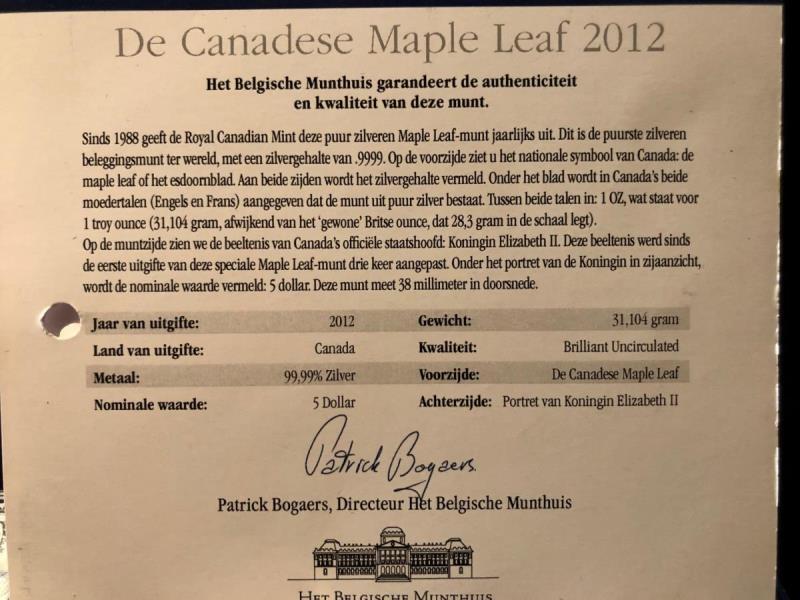 De Canadese Maple Leaf 2012
Het Belgische Munthuis garandeert de authenticiteit
en kwaliteit van deze munt.
Sinds 1988 geeft de Royal Canadian Mint deze puur zilveren Maple Leaf-munt jaarlijks uit. Dit is de puurste zilveren
beleggingsmunt ter wereld, met een zilvergehalte van .9999. Op de voorzijde ziet u het nationale symbool van Canada: de
maple leaf of het esdoornblad. Aan beide zijden wordt het zilvergehalte vermeld. Onder het blad wordt in Canada's beide
moedertalen (Engels en Frans) aangegeven dat de munt uit puur zilver bestaat. Tussen beide talen in: 1 OZ, wat staat voor
1 troy ounce (31,104 gram, afwijkend van het 'gewone' Britse ounce, dat 28,3 gram in de schaal legt).
Op de muntzijde zien we de beeltenis van Canada's officiële staatshoofd: Koningin Elizabeth II. Deze beeltenis werd sinds
de eerste uitgifte van deze speciale Maple Leaf-munt drie keer aangepast. Onder het portret van de Koningin in zijaanzicht,
wordt de nominale waarde vermeld: 5 dollar. Deze munt meet 38 millimeter in doorsnede.
Jaar van uitgifte: 2012 Gewicht: 31,104 gram
Land van uitgifte: Canada Kwaliteit: Brilliant Uncirculated
Metaal: 99,99% Zilver Voorzijde: De Canadese Maple Leaf
Nominale waarde: 5 Dollar Achterzijde: Portret van Koningin Elizabeth II
Patrick Bogaers
Patrick Bogaers, Directeur Het Belgische Munthuis
HET BELGISCHE MUNTHUIS